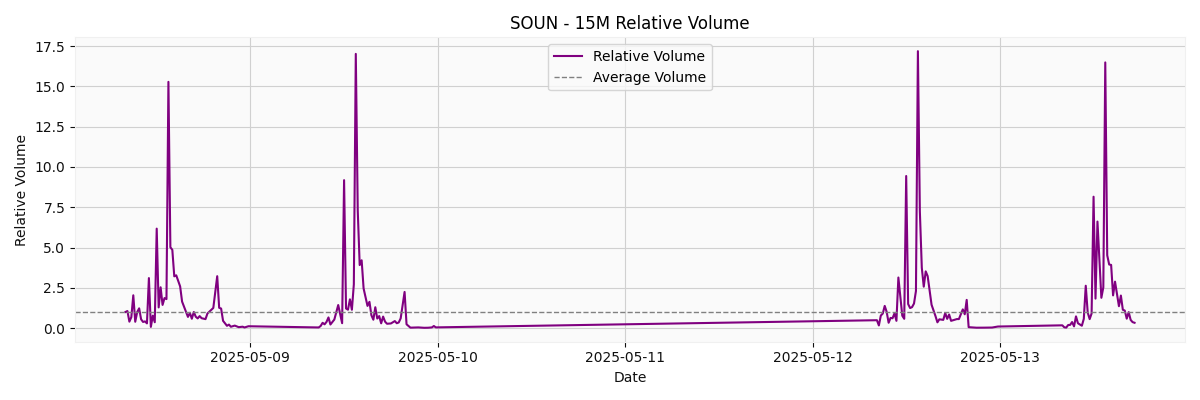 SOUN - 15M Relative Volume
Relative Volume
Average Volume
Relative Volume
17.5
15.0
12.5
10.0
7.5
5.0
2.5
0.0
2025-05-09
2025-05-10
2025-05-11
2025-05-12
2025-05-13
Date